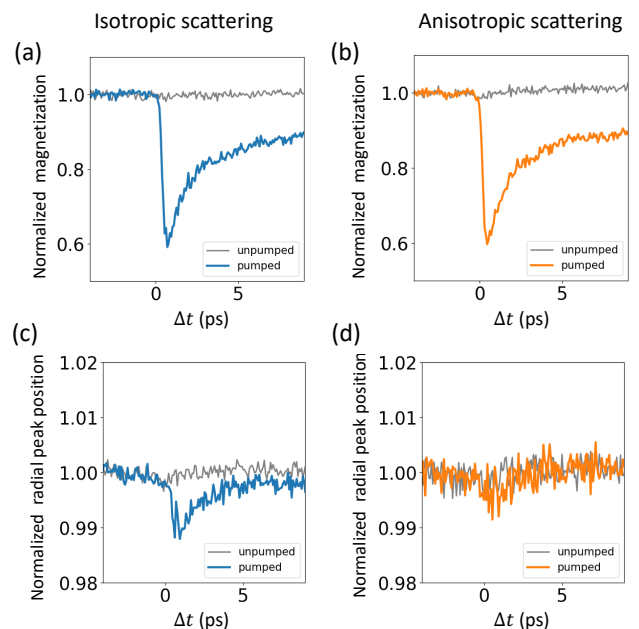 Isotropic scattering
Anisotropic scattering
(a)
Normalized magnetization
1.0
0.8
0.6
unpumped
pumped
0
5
Δt (ps)
(b)
Normalized magnetization
1.0
0.8
0.6
unpumped
pumped
0
5
Δt (ps)
(c)
Normalized radial peak position
1.02
1.01
1.00
0.99
0.98
unpumped
pumped
0
5
Δt (ps)
(d)
Normalized radial peak position
1.02
1.01
1.00
0.99
0.98
unpumped
pumped
0
5
Δt (ps)